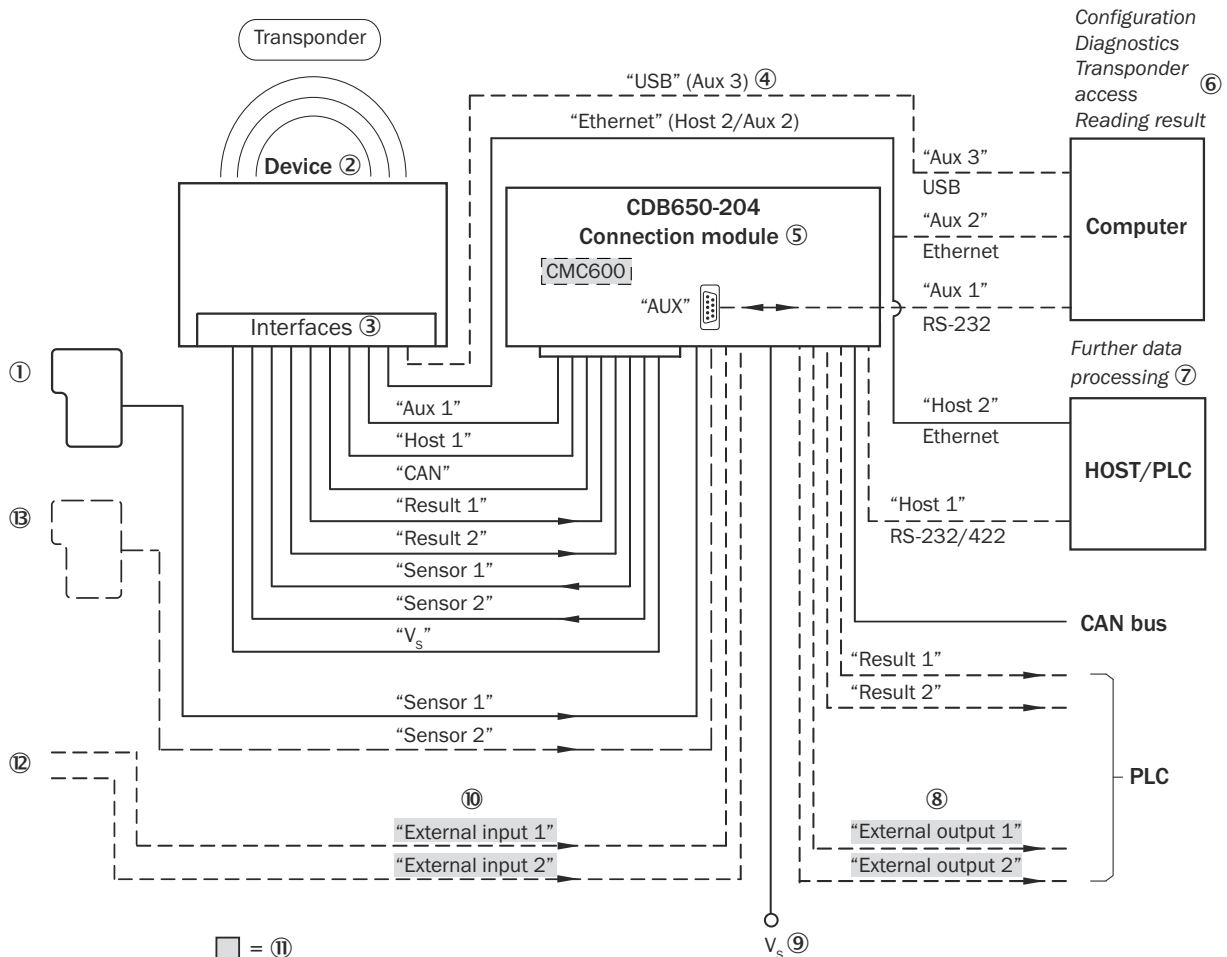 Transponder
Configuration
Diagnostics
Transponder
access
Reading result
⑥
“USB” (Aux 3) ④
“Ethernet” (Host 2/Aux 2)
Device ②
Interfaces ③
CDB650-204
Connection module ⑤
CMC600
“AUX”
“Aux 3”
USB
“Aux 2”
Ethernet
“Aux 1”
RS-232
Computer
①
Further data
processing ⑦
“Host 2”
Ethernet
HOST/PLC
“Host 1”
RS-232/422
“Aux 1”
“Host 1”
“CAN”
“Result 1”
“Result 2”
“Sensor 1”
“Sensor 2”
“Vs”
⑬
CAN bus
“Result 1”
“Result 2”
PLC
“Sensor 1”
“Sensor 2”
⑫
⑩
“External input 1”
“External input 2”
⑧
“External output 1”
“External output 2”
= ⑪
Vs ⑨